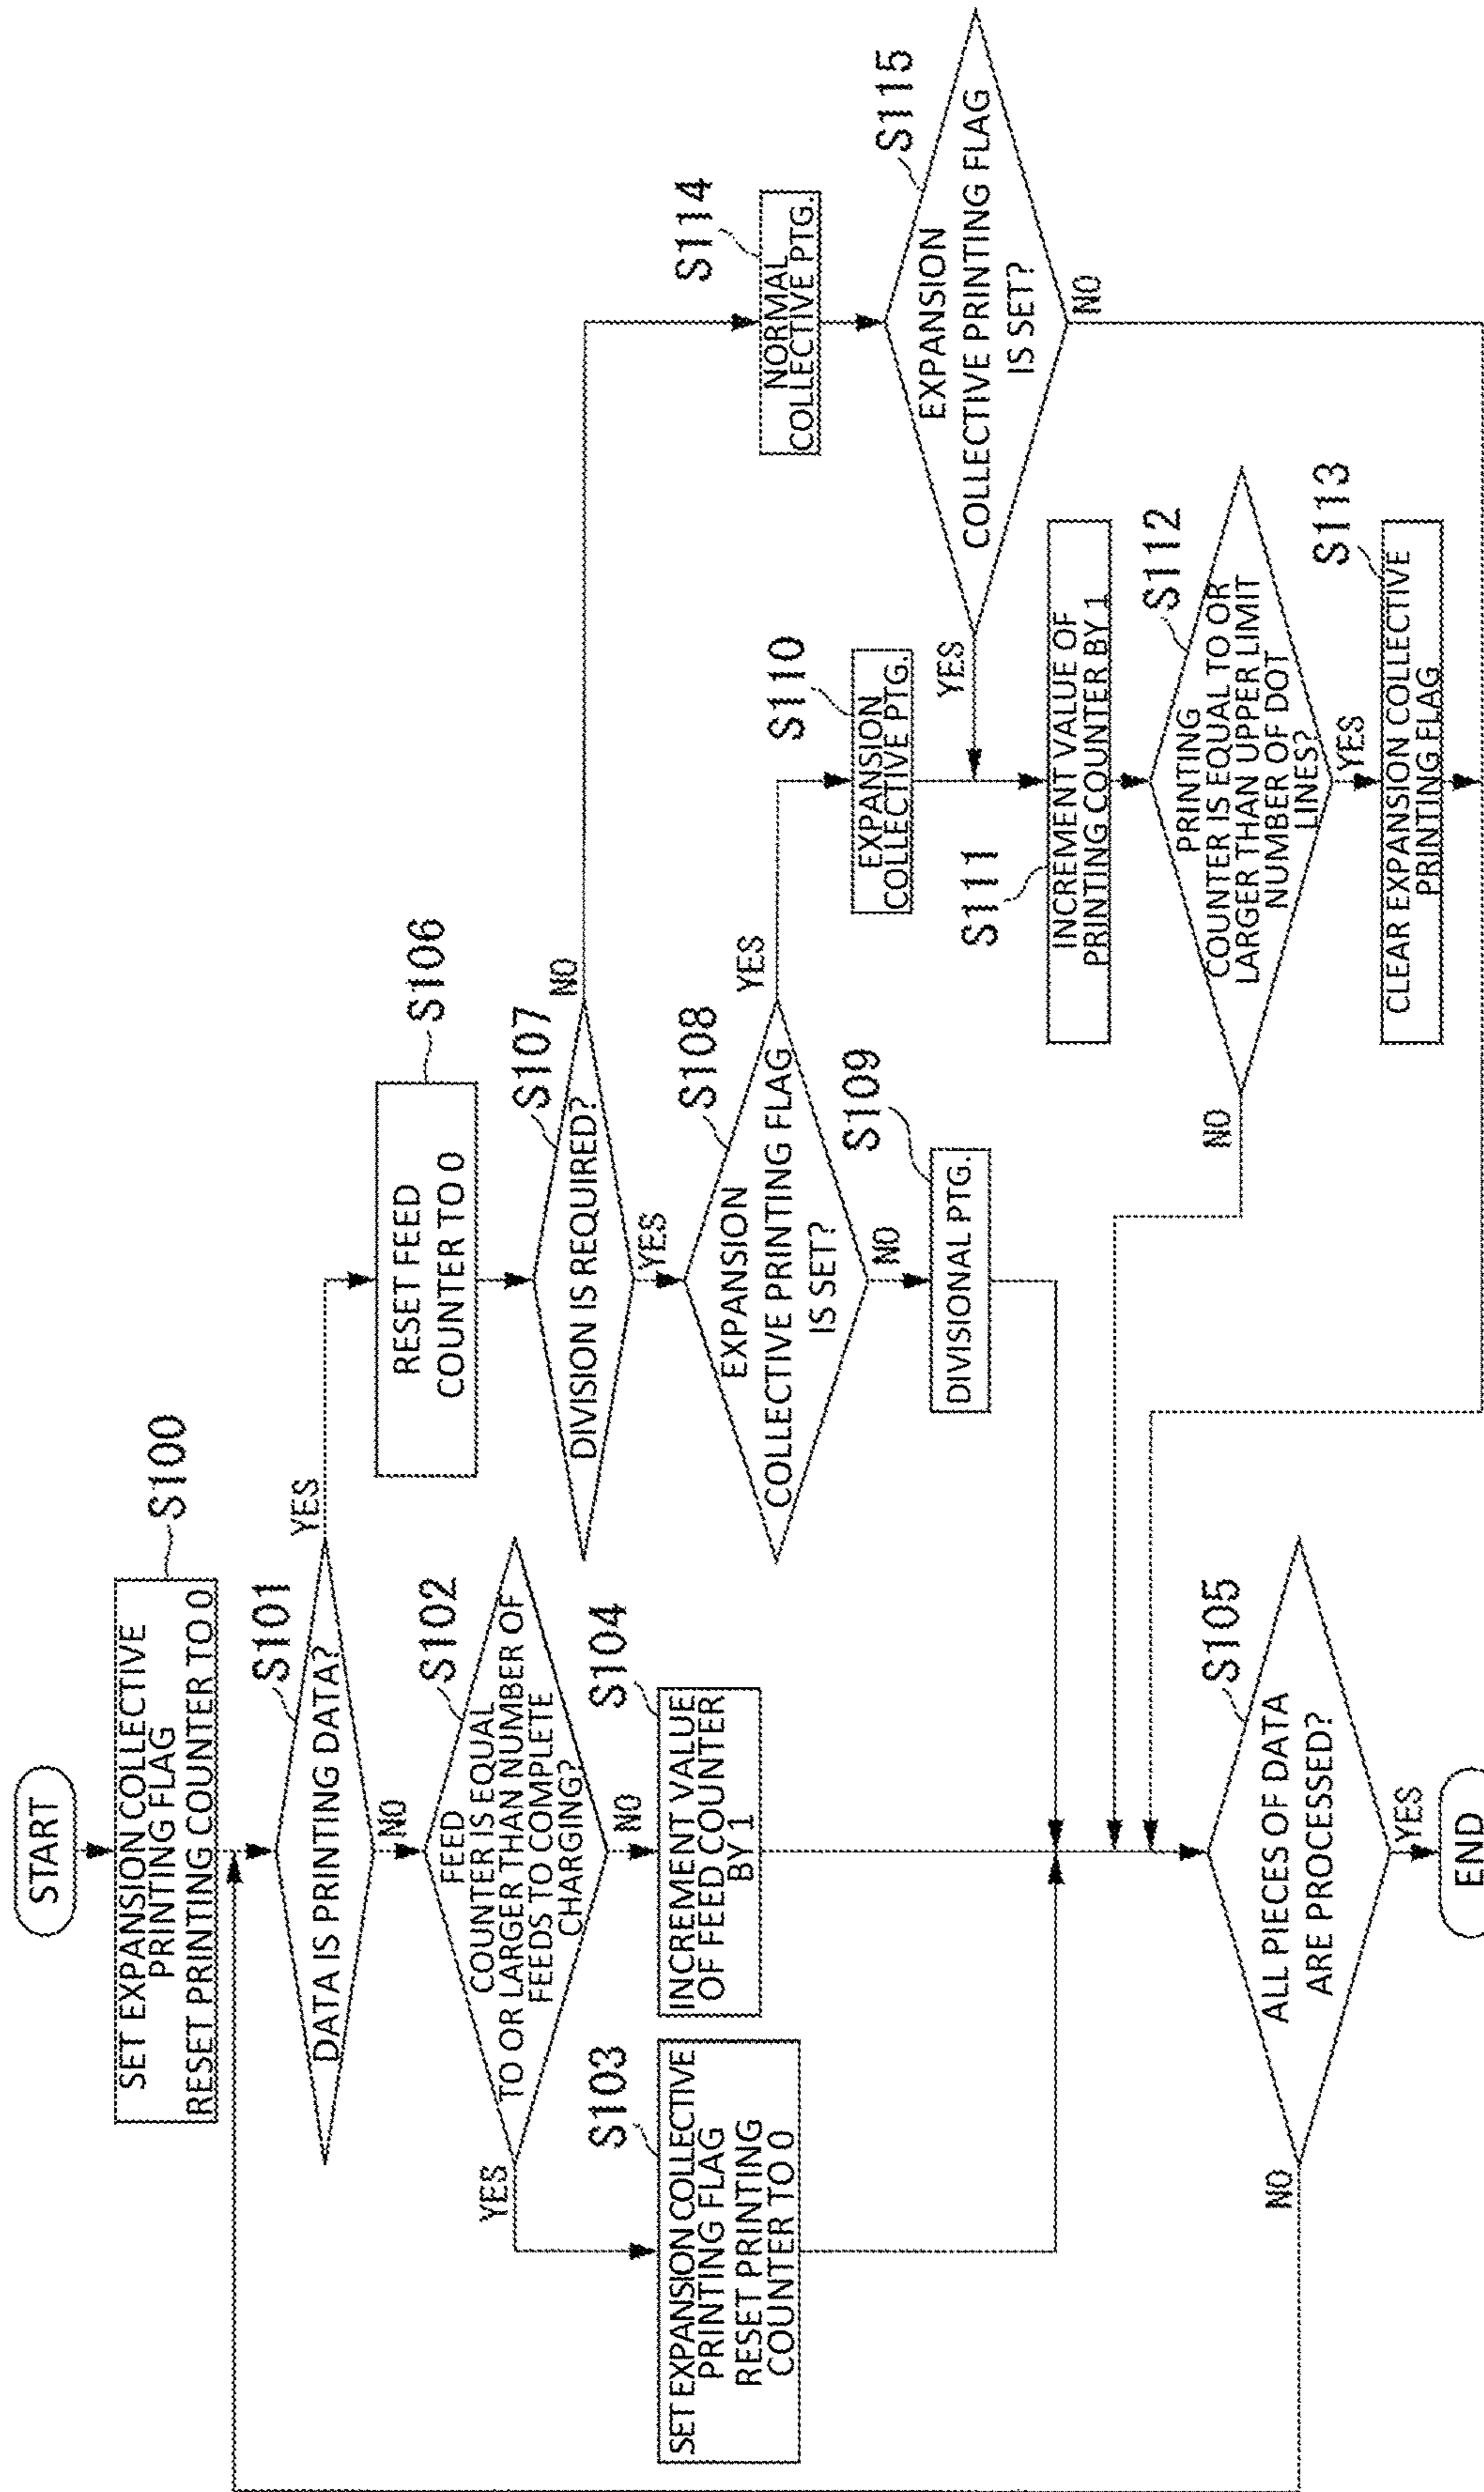 START
SET EXPANSION COLLECTIVE
PRINTING FLAG
RESET PRINTING COUNTER TO 0
S100
DATA IS PRINTING DATA?
S101
YES
NO
FEED
COUNTER IS EQUAL
TO OR LARGER THAN NUMBER OF
FEEDS TO COMPLETE
CHARGING?
S102
YES
NO
SET EXPANSION COLLECTIVE
PRINTING FLAG
RESET PRINTING
COUNTER TO 0
S103
INCREMENT VALUE
OF FEED COUNTER
BY 1
S104
ALL PIECES OF DATA
ARE PROCESSED?
S105
NO
YES
END
RESET FEED
COUNTER TO 0
S106
DIVISION IS REQUIRED?
S107
NO
YES
EXPANSION
COLLECTIVE PRINTING FLAG
IS SET?
S108
YES
NO
DIVISIONAL PTG.
S109
EXPANSION
COLLECTIVE PTG.
S110
INCREMENT VALUE OF
PRINTING COUNTER BY 1
S111
PRINTING
COUNTER IS EQUAL TO OR
LARGER THAN UPPER LIMIT
NUMBER OF DOT
LINES?
S112
NO
YES
CLEAR EXPANSION COLLECTIVE
PRINTING FLAG
S113
NORMAL
COLLECTIVE PTG.
S114
EXPANSION
COLLECTIVE PRINTING FLAG
IS SET?
S115
YES
NO